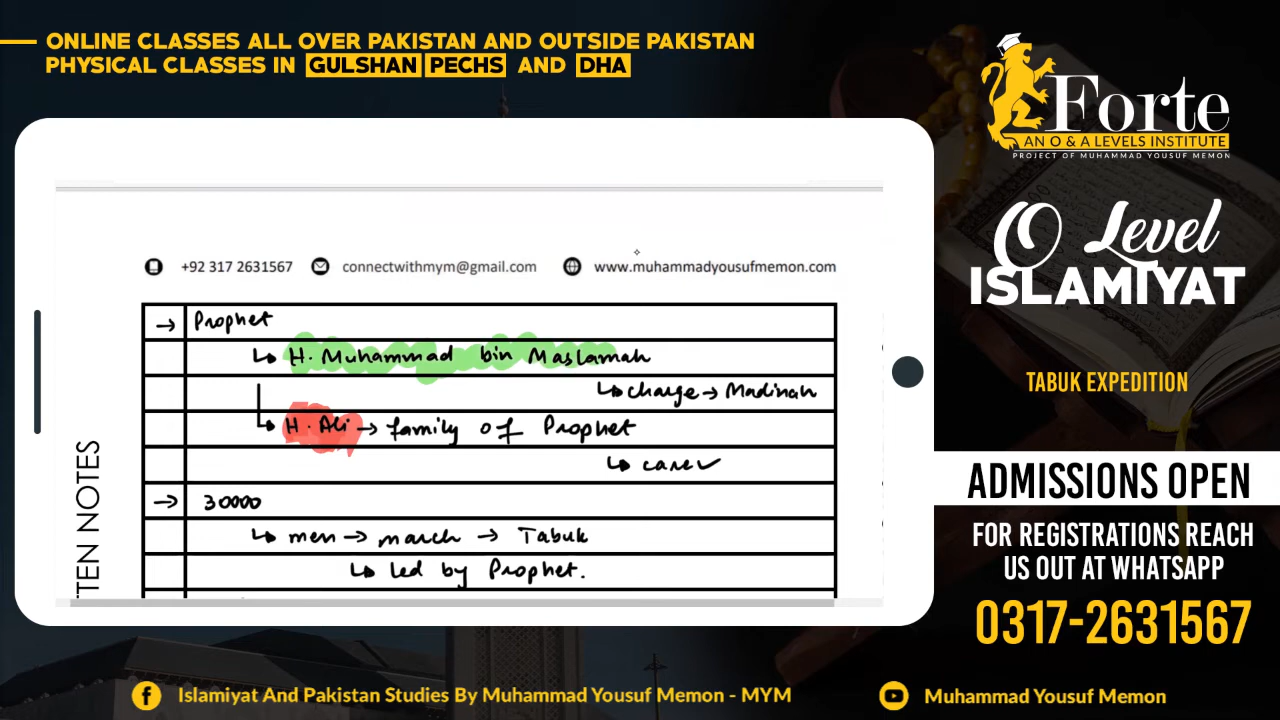 ONLINE CLASSES ALL OVER PAKISTAN AND OUTSIDE PAKISTAN
PHYSICAL CLASSES IN GULSHAN PECHS AND DHA
Forte
AN O & A LEVELS INSTITUTE
PROJECT OF MUHAMMAD YOUSUF MEMON
O Level
ISLAMIYAT
TABUK EXPEDITION
ADMISSIONS OPEN
FOR REGISTRATIONS REACH
US OUT AT WHATSAPP
0317-2631567
+92 317 2631567 connectwithmym@gmail.com www.muhammadyousufmemon.com
→ Prophet
↳ H. Muhammad bin Maslamah
↳ charge → Madinah
↳ H. Ali → family of Prophet
↳ care ✓
→ 30000
↳ men → march → Tabuk
↳ led by Prophet.
TEN NOTES
Islamiyat And Pakistan Studies By Muhammad Yousuf Memon - MYM
Muhammad Yousuf Memon